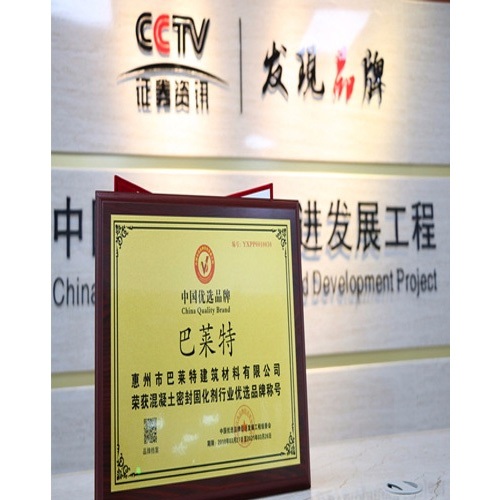 CCTV
证券资讯
发现品牌
中国
进发展工程
China
Development Project
中国优选品牌
China Quality Brand
巴莱特
惠州市巴莱特建筑材料有限公司
荣获混凝土密封固化剂行业优选品牌称号